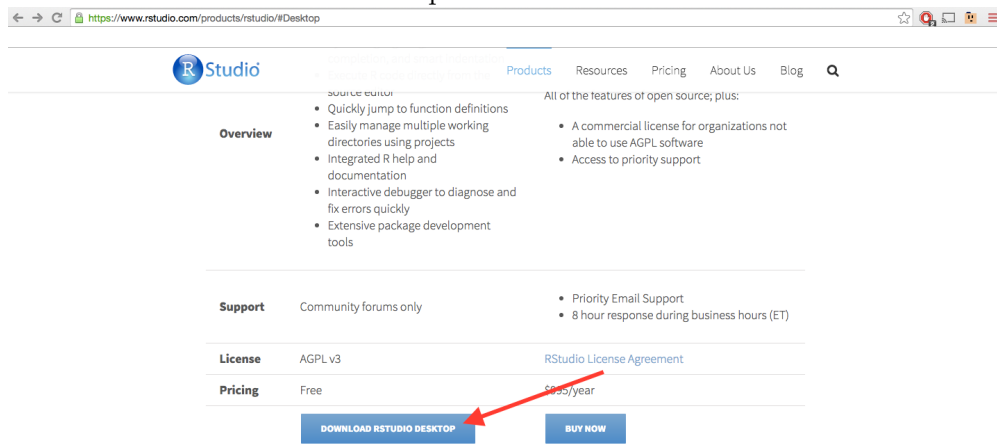 https://www.rstudio.com/products/rstudio/#Desktop
R Studio
Products Resources Pricing About Us Blog
source editor
All of the features of open source; plus:
Overview
• Quickly jump to function definitions
• Easily manage multiple working
directories using projects
• Integrated R help and
documentation
• Interactive debugger to diagnose and
fix errors quickly
• Extensive package development
tools
• A commercial license for organizations not
able to use AGPL software
• Access to priority support
Support
Community forums only
• Priority Email Support
• 8 hour response during business hours (ET)
License AGPL v3 RStudio License Agreement
Pricing Free /year
DOWNLOAD RSTUDIO DESKTOP BUY NOW